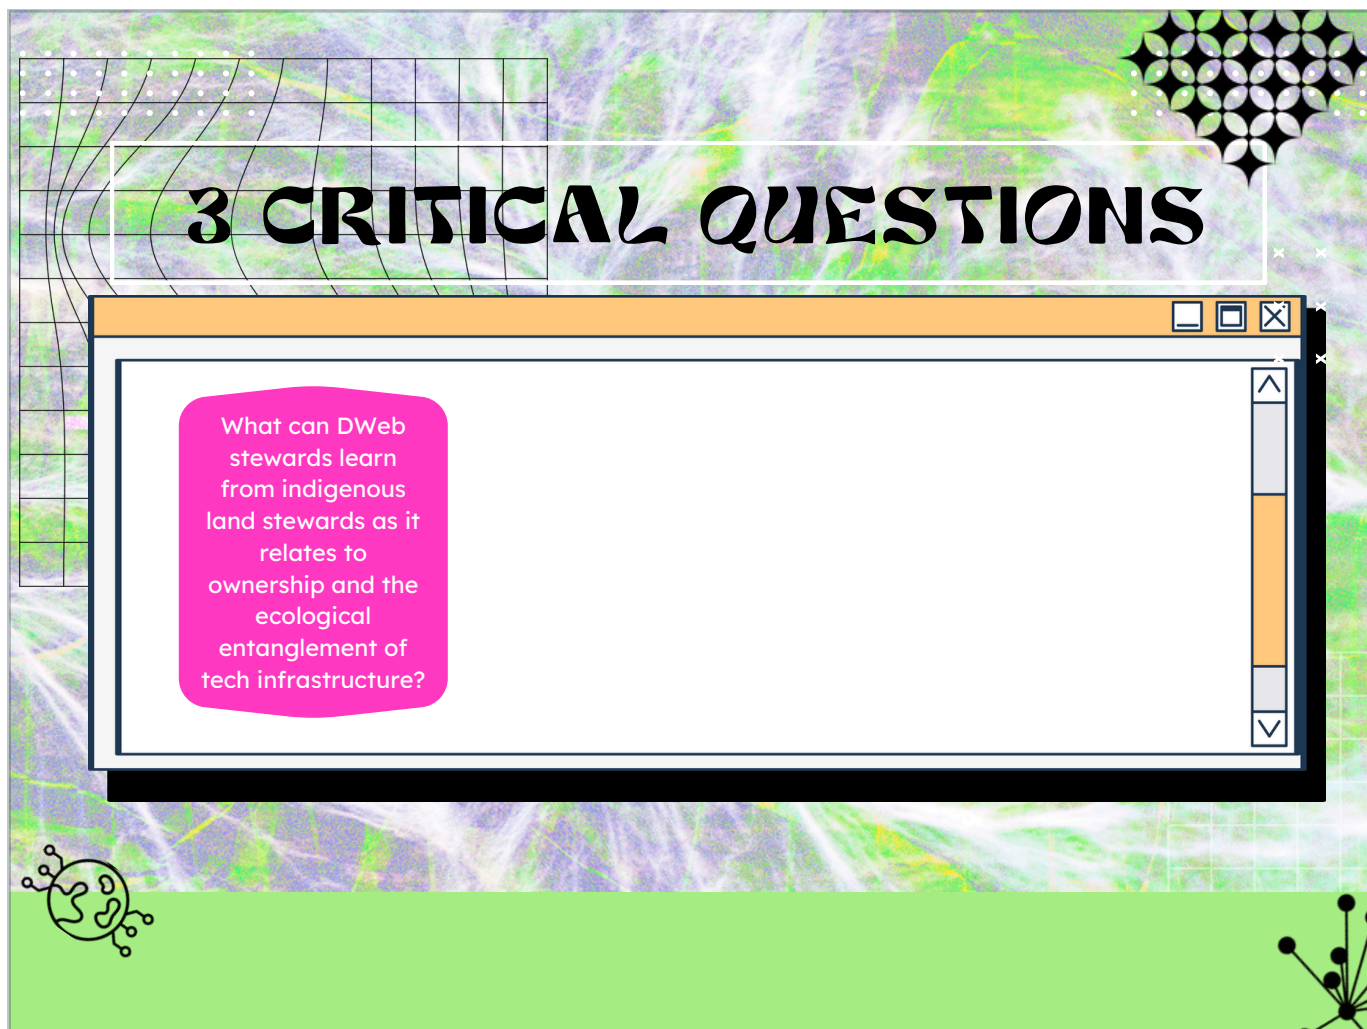 3 CRITICAL QUESTIONS
What can DWeb
stewards learn
from indigenous
land stewards as it
relates to
ownership and the
ecological
entanglement of
tech infrastructure?